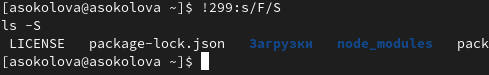 [asokolova@asokolova ~]$ !299:s/F/S
ls -S
LICENSE package-lock.json Загрузки node_modules pack
[asokolova@asokolova ~]$